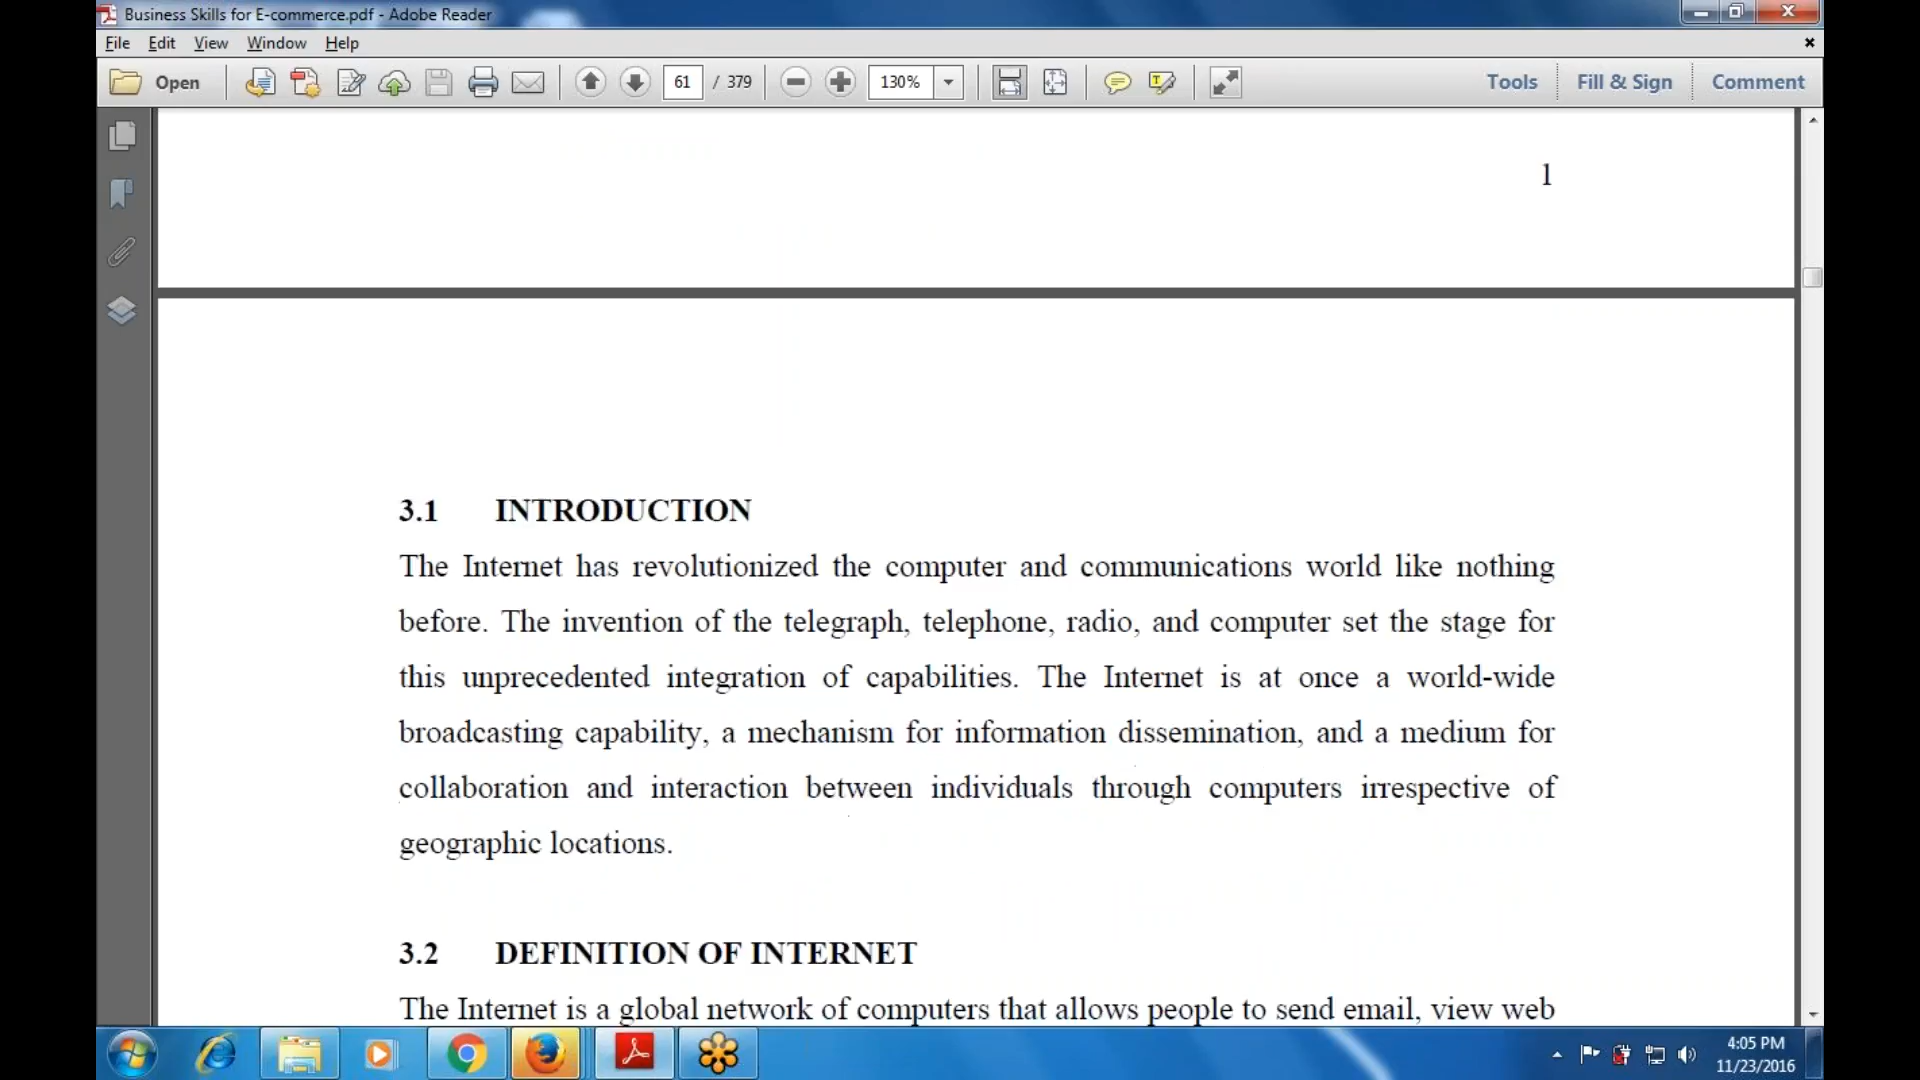 Business Skills for E-commerce.pdf - Adobe Reader
File Edit View Window Help
Open 61 / 379 130% Tools Fill & Sign Comment
1
3.1 INTRODUCTION
The Internet has revolutionized the computer and communications world like nothing
before. The invention of the telegraph, telephone, radio, and computer set the stage for
this unprecedented integration of capabilities. The Internet is at once a world-wide
broadcasting capability, a mechanism for information dissemination, and a medium for
collaboration and interaction between individuals through computers irrespective of
geographic locations.
3.2 DEFINITION OF INTERNET
The Internet is a global network of computers that allows people to send email, view web
4:05 PM
11/23/2016